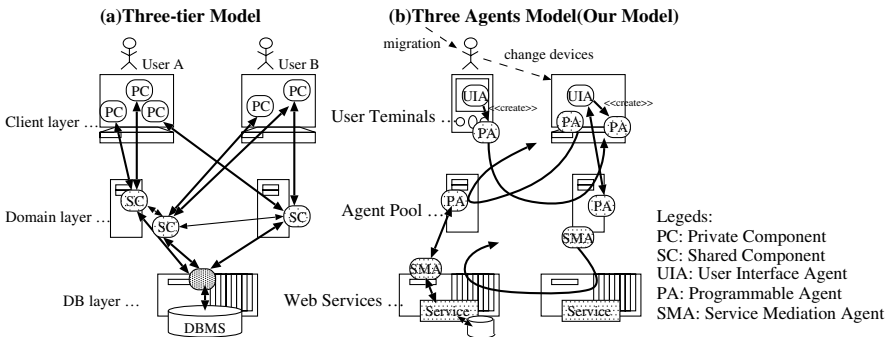 (a)Three-tier Model
(b)Three Agents Model(Our Model)
migration
change devices
User A
User B
PC
PC
PC
PC
PC
Client layer …
UIA
<<create>>
UIA
<<create>>
User Teminals …
PA
PA
PA
SC
SC
SC
Domain layer …
Agent Pool …
PA
PA
SMA
SMA
DB layer …
DBMS
Web Services …
Service
Service
Legeds:
PC: Private Component
SC: Shared Component
UIA: User Interface Agent
PA: Programmable Agent
SMA: Service Mediation Agent